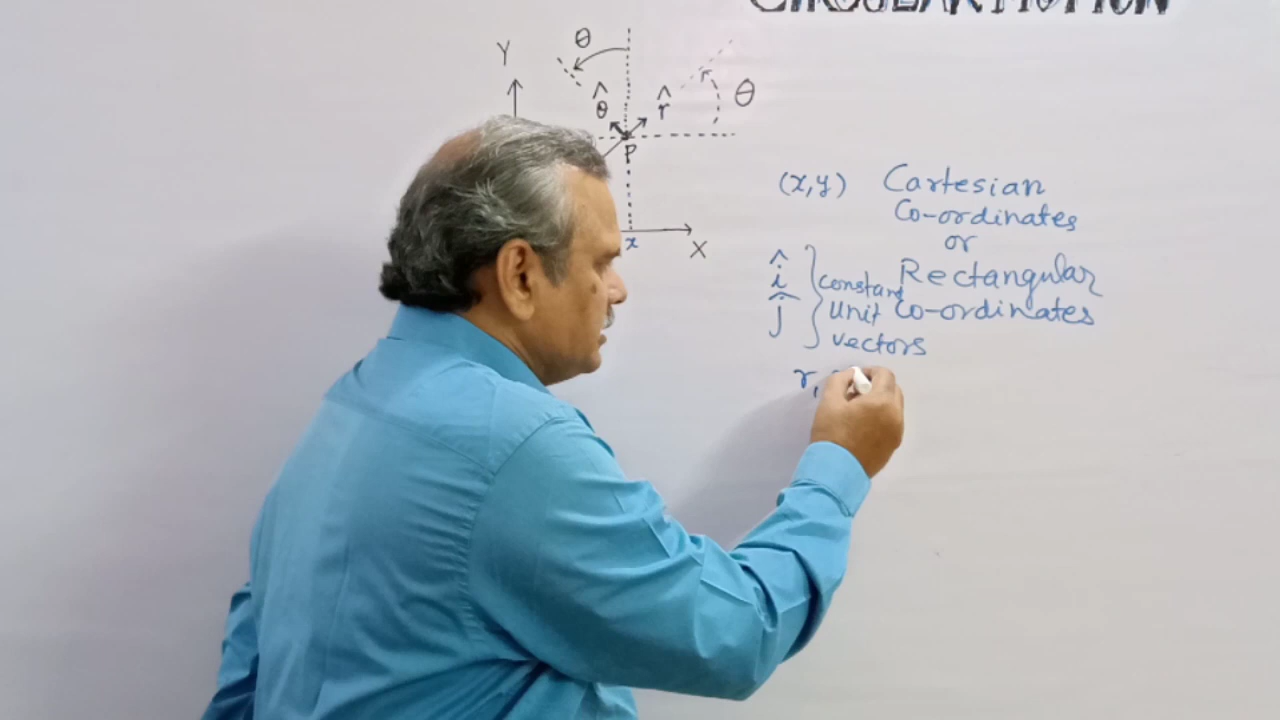 CIRCULAR MOTION
θ
Y
θ̂
r̂
θ
P
x
X
(x,y) Cartesian
Co-ordinates
or
î constant Rectangular
ĵ Unit Co-ordinates
vectors
r,